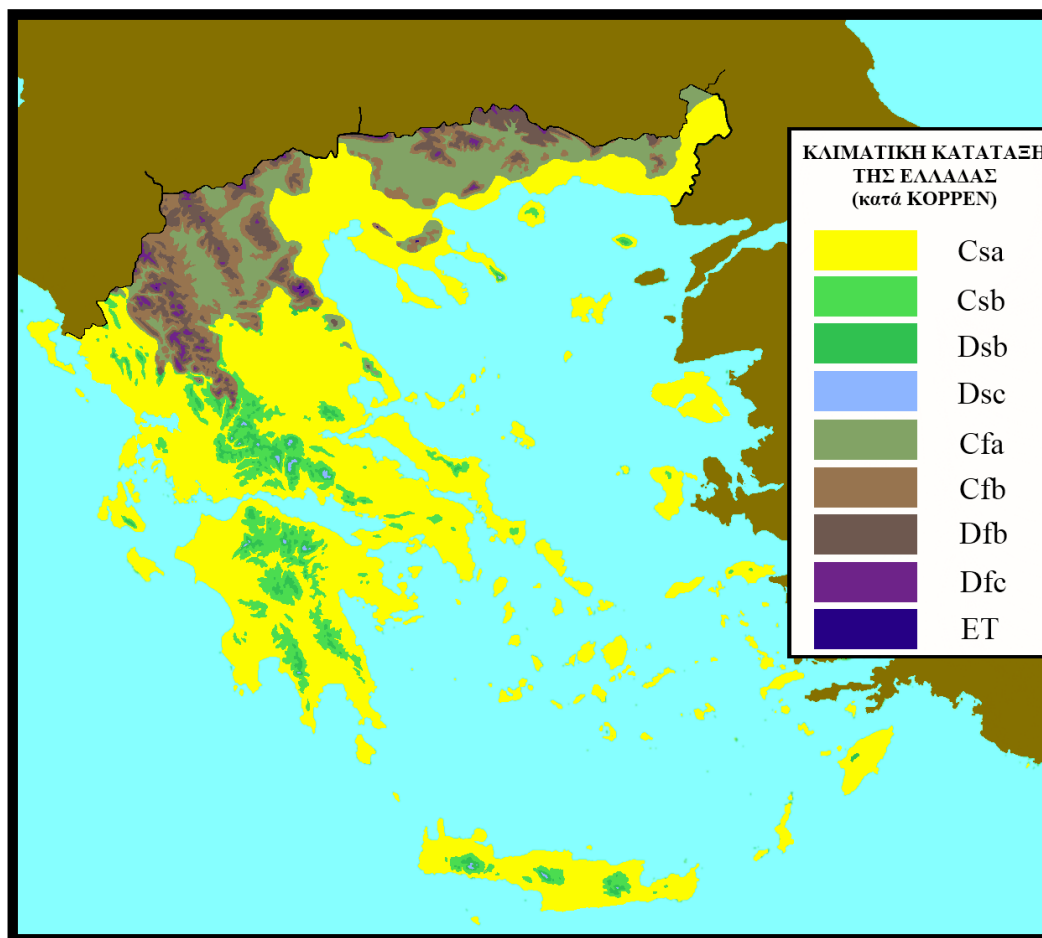 ΚΛΙΜΑΤΙΚΗ ΚΑΤΑΤΑΞΗ
ΤΗΣ ΕΛΛΑΔΑΣ
(κατά ΚΟΡΡΕΝ)
Csa
Csb
Dsb
Dsc
Cfa
Cfb
Dfb
Dfc
ET